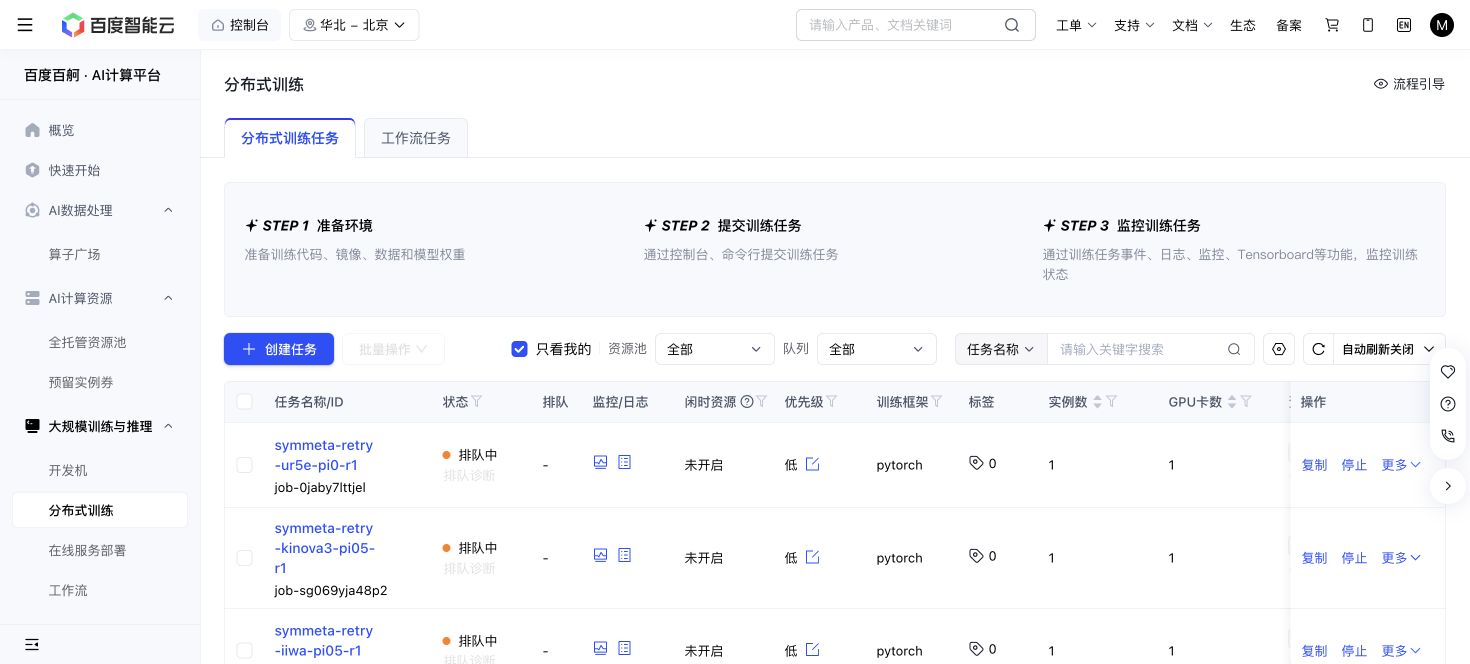 百度智能云
控制台
华北 – 北京
请输入产品、文档关键词
工单
支持
文档
生态
备案
EN
M
百度百舸 · AI计算平台
概览
快速开始
AI数据处理
算子广场
AI计算资源
全托管资源池
预留实例券
大规模训练与推理
开发机
分布式训练
在线服务部署
工作流
分布式训练
流程引导
分布式训练任务
工作流任务
STEP 1 准备环境
准备训练代码、镜像、数据和模型权重
STEP 2 提交训练任务
通过控制台、命令行提交训练任务
STEP 3 监控训练任务
通过训练任务事件、日志、监控、Tensorboard等功能，监控训练
状态
创建任务
批量操作
只看我的
资源池
全部
队列
全部
任务名称
请输入关键字搜索
自动刷新关闭
任务名称/ID 状态 排队 监控/日志 闲时资源 优先级 训练框架 标签 实例数 GPU卡数 操作
symmeta-retry
-ur5e-pi0-r1
job-0jaby7lttjel
排队中
排队诊断
- 未开启 低 pytorch 0 1 1 复制 停止 更多
symmeta-retry
-kinova3-pi05-
r1
job-sg069yja48p2
排队中
排队诊断
- 未开启 低 pytorch 0 1 1 复制 停止 更多
symmeta-retry
-iiwa-pi05-r1
排队中
排队诊断
- 未开启 低 pytorch 0 1 1 复制 停止 更多